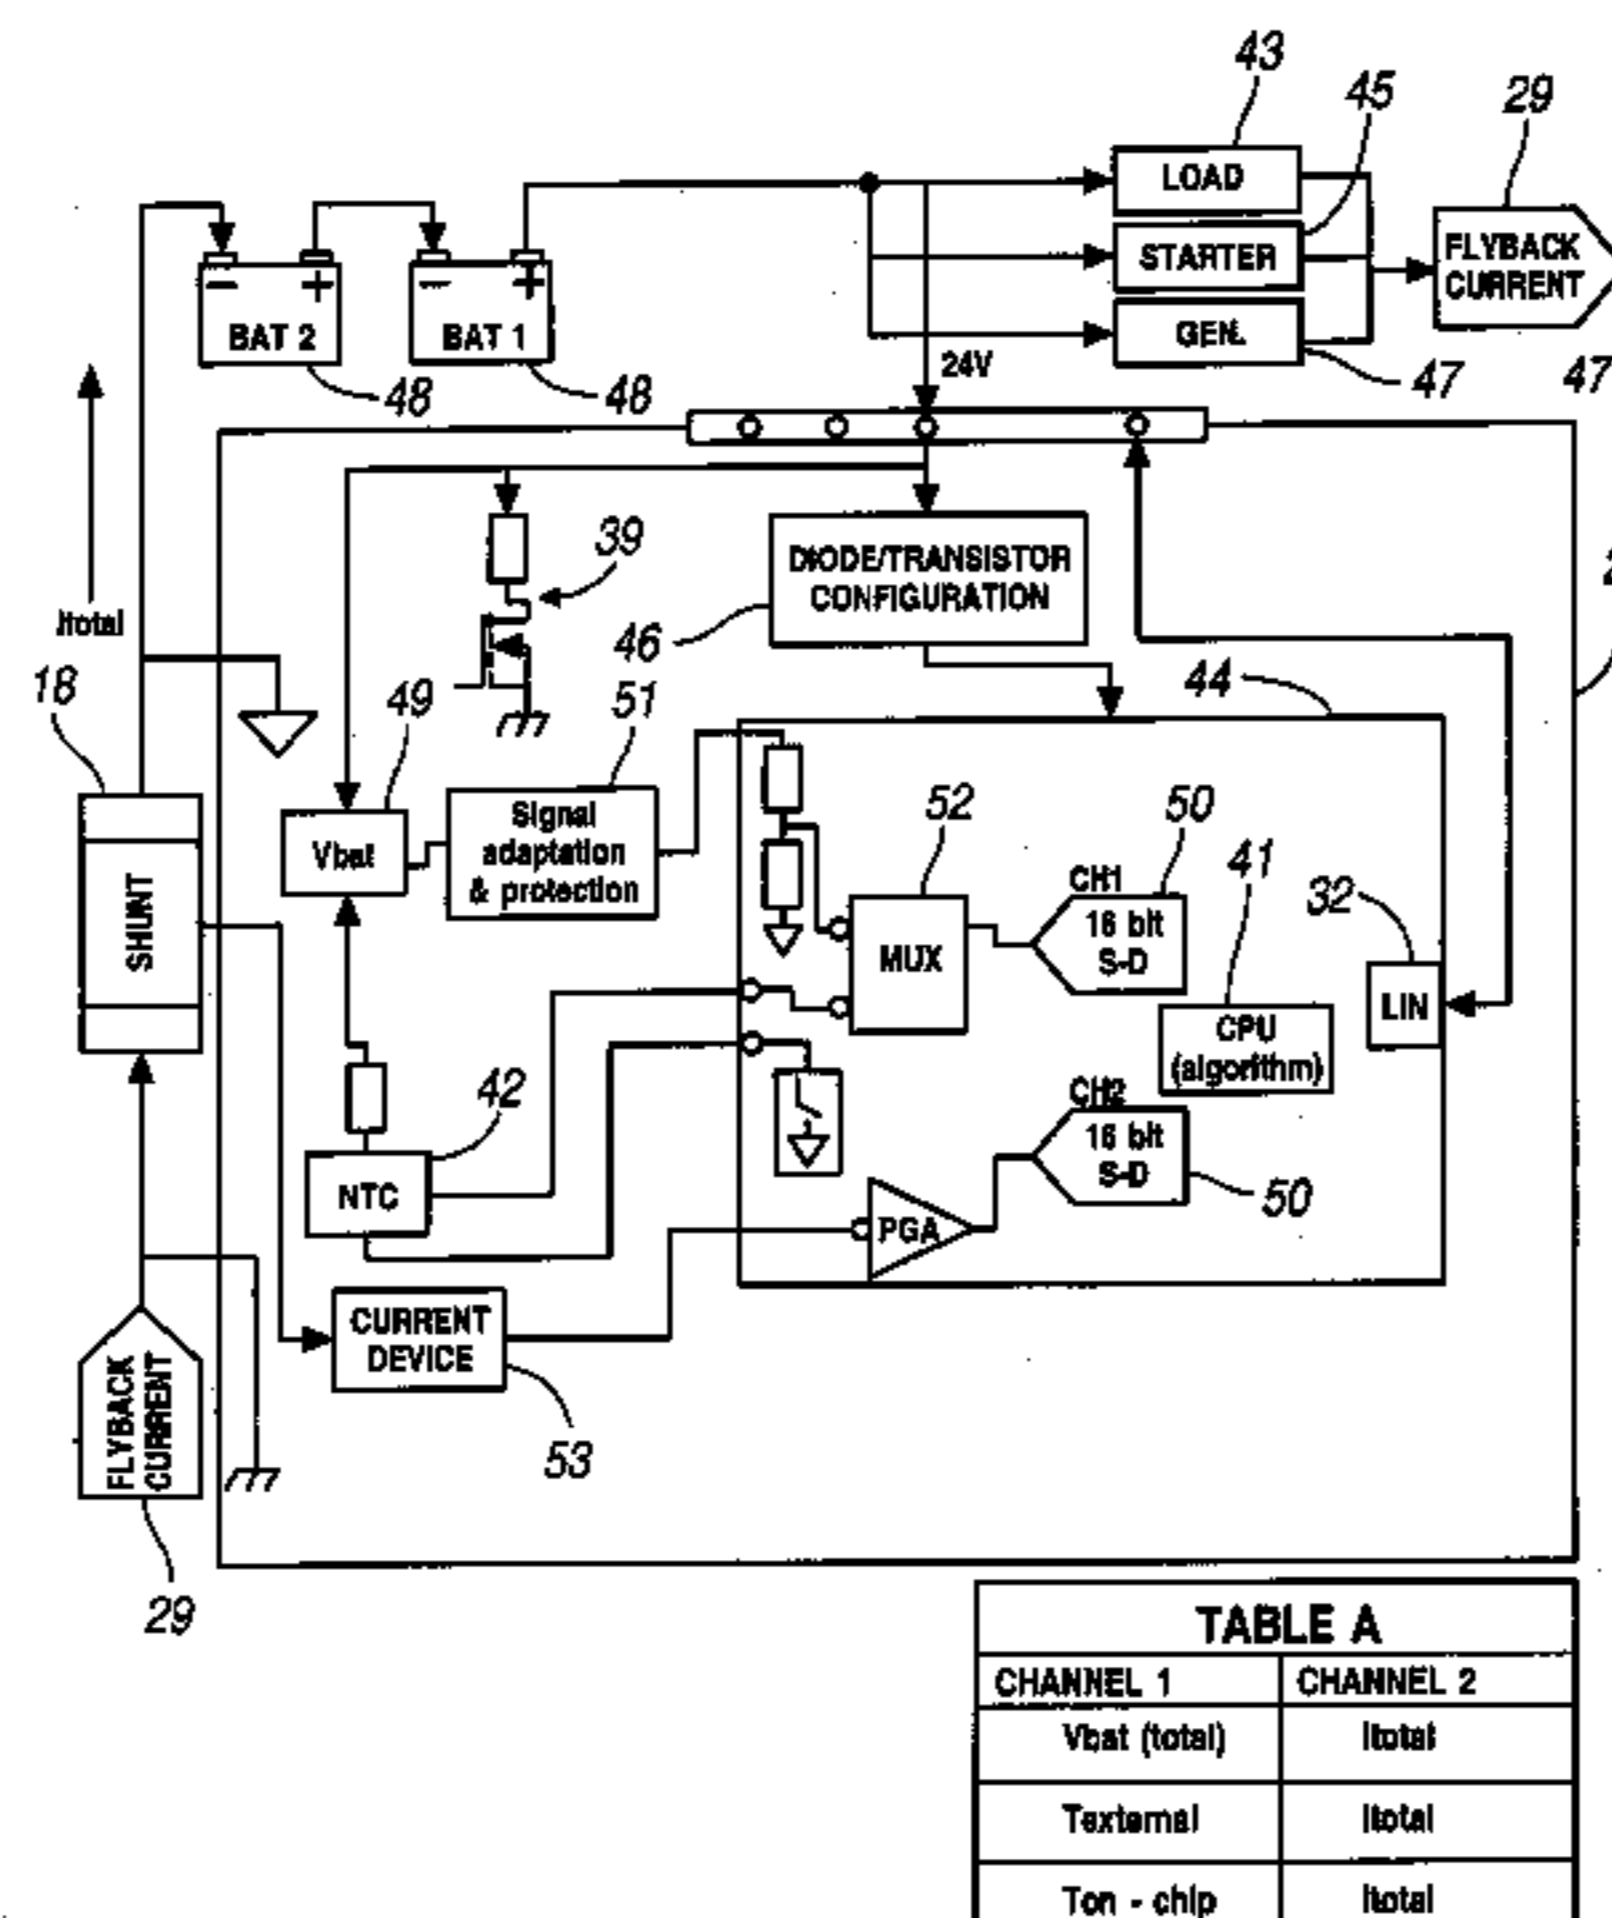 43
45
29
LOAD
STARTER
GEN.
FLYBACK
CURRENT
BAT 2
BAT 1
24V
48
48
47
47
Itotal
39
DIODE/TRANSISTOR
CONFIGURATION
46
18
49
51
44
Vbat
Signal
adaptation
& protection
52
50
41
32
CH1
16 bit
S-D
MUX
SHUNT
LIN
CPU
(algorithm)
42
CH2
16 bit
S-D
NTC
50
PGA
CURRENT
DEVICE
FLYBACK
CURRENT
53
29
TABLE A
CHANNEL 1 CHANNEL 2
Vbat (total) Itotal
Texternal Itotal
Ton - chip Itotal